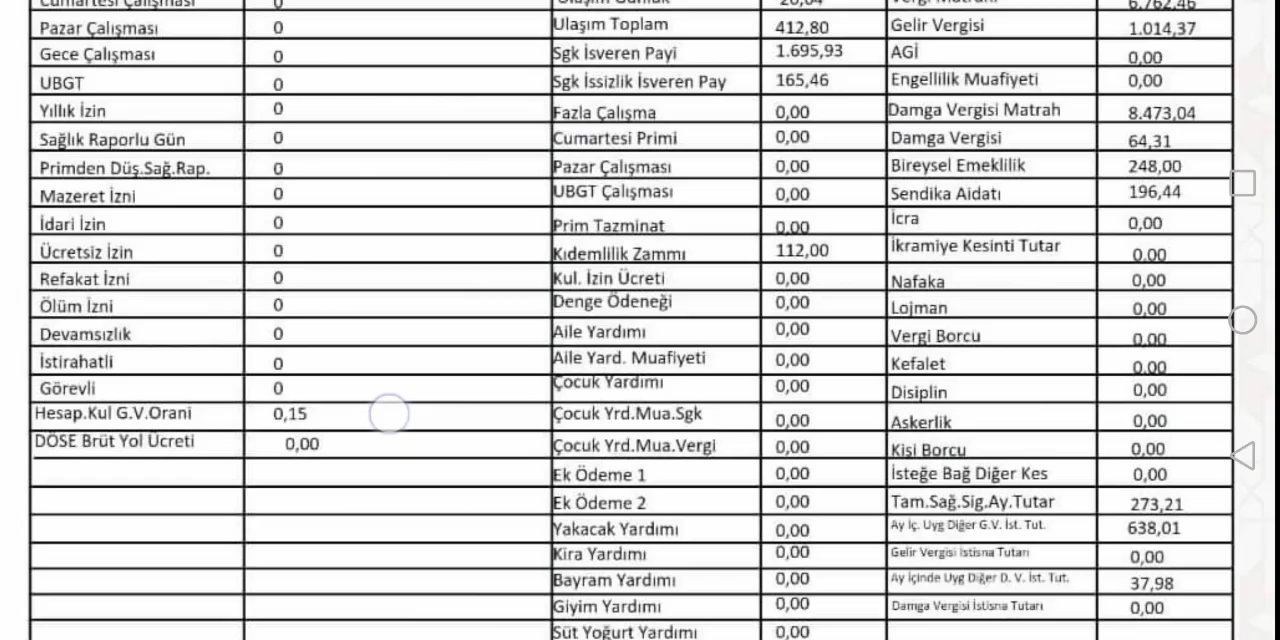 Cumartesi Çalışması 0 Ulaşım Günlük 20,64 Vergi Matrahı 6.762,46
Pazar Çalışması 0 Ulaşım Toplam 412,80 Gelir Vergisi 1.014,37
Gece Çalışması 0 Sgk İsveren Payi 1.695,93 AGİ 0,00
UBGT 0 Sgk İssizlik İsveren Pay 165,46 Engellilik Muafiyeti 0,00
Yıllık İzin 0 Fazla Çalışma 0,00 Damga Vergisi Matrah 8.473,04
Sağlık Raporlu Gün 0 Cumartesi Primi 0,00 Damga Vergisi 64,31
Primden Düş.Sağ.Rap. 0 Pazar Çalışması 0,00 Bireysel Emeklilik 248,00
Mazeret İzni 0 UBGT Çalışması 0,00 Sendika Aidatı 196,44
İdari İzin 0 Prim Tazminat 0,00 İcra 0,00
Ücretsiz İzin 0 Kıdemlilik Zammı 112,00 İkramiye Kesinti Tutar 0,00
Refakat İzni 0 Kul. İzin Ücreti 0,00 Nafaka 0,00
Ölüm İzni 0 Denge Ödeneği 0,00 Lojman 0,00
Devamsızlık 0 Aile Yardımı 0,00 Vergi Borcu 0,00
İstirahatli 0 Aile Yard. Muafiyeti 0,00 Kefalet 0,00
Görevli 0 Çocuk Yardımı 0,00 Disiplin 0,00
Hesap.Kul G.V.Orani 0,15 Çocuk Yrd.Mua.Sgk 0,00 Askerlik 0,00
DÖSE Brüt Yol Ücreti 0,00 Çocuk Yrd.Mua.Vergi 0,00 Kişi Borcu 0,00
Ek Ödeme 1 0,00 İsteğe Bağ Diğer Kes 0,00
Ek Ödeme 2 0,00 Tam.Sağ.Sig.Ay.Tutar 273,21
Yakacak Yardımı 0,00 Ay İç. Uyg Diğer G.V. İst. Tut. 638,01
Kira Yardımı 0,00 Gelir Vergisi İstisna Tutarı 0,00
Bayram Yardımı 0,00 Ay İçinde Uyg Diğer D. V. İst. Tut. 37,98
Giyim Yardımı 0,00 Damga Vergisi İstisna Tutarı 0,00
Süt Yoğurt Yardımı 0,00